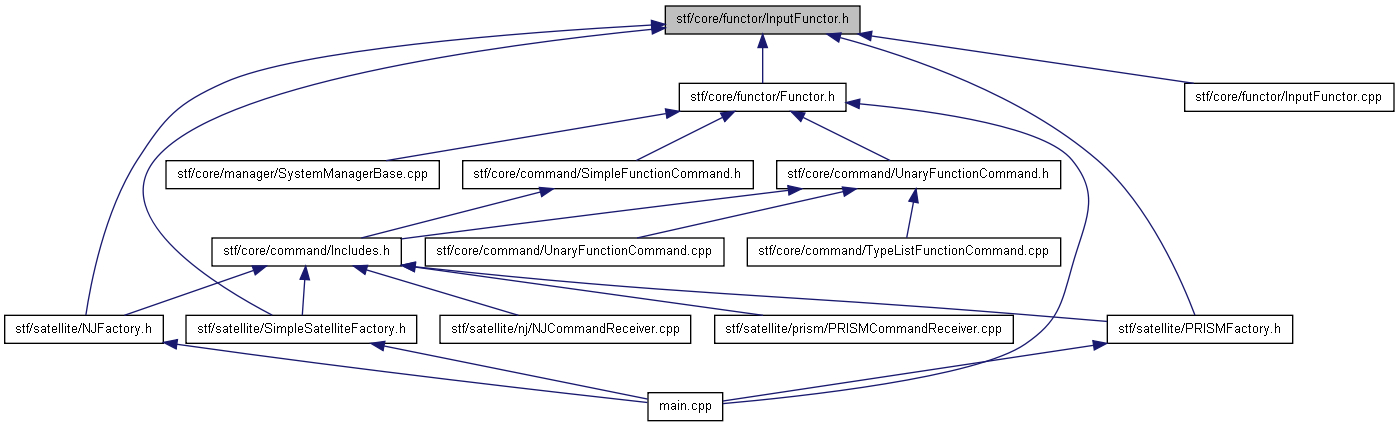 stf/core/functor/InputFunctor.h
stf/core/functor/Functor.h
stf/core/functor/InputFunctor.cpp
stf/core/manager/SystemManagerBase.cpp
stf/core/command/SimpleFunctionCommand.h
stf/core/command/UnaryFunctionCommand.h
stf/core/command/Includes.h
stf/core/command/UnaryFunctionCommand.cpp
stf/core/command/TypeListFunctionCommand.cpp
stf/satellite/NJFactory.h
stf/satellite/SimpleSatelliteFactory.h
stf/satellite/nj/NJCommandReceiver.cpp
stf/satellite/prism/PRISMCommandReceiver.cpp
stf/satellite/PRISMFactory.h
main.cpp